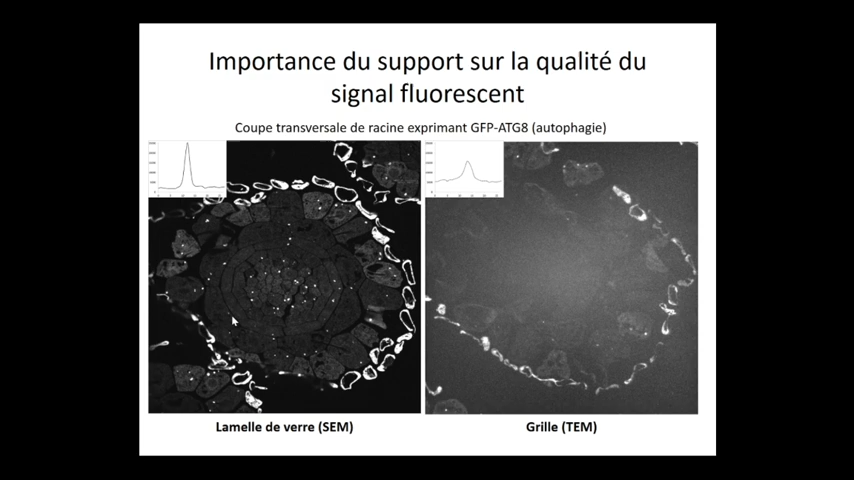 Importance du support sur la qualité du
signal fluorescent
Coupe transversale de racine exprimant GFP-ATG8 (autophagie)
Lamelle de verre (SEM)
Grille (TEM)